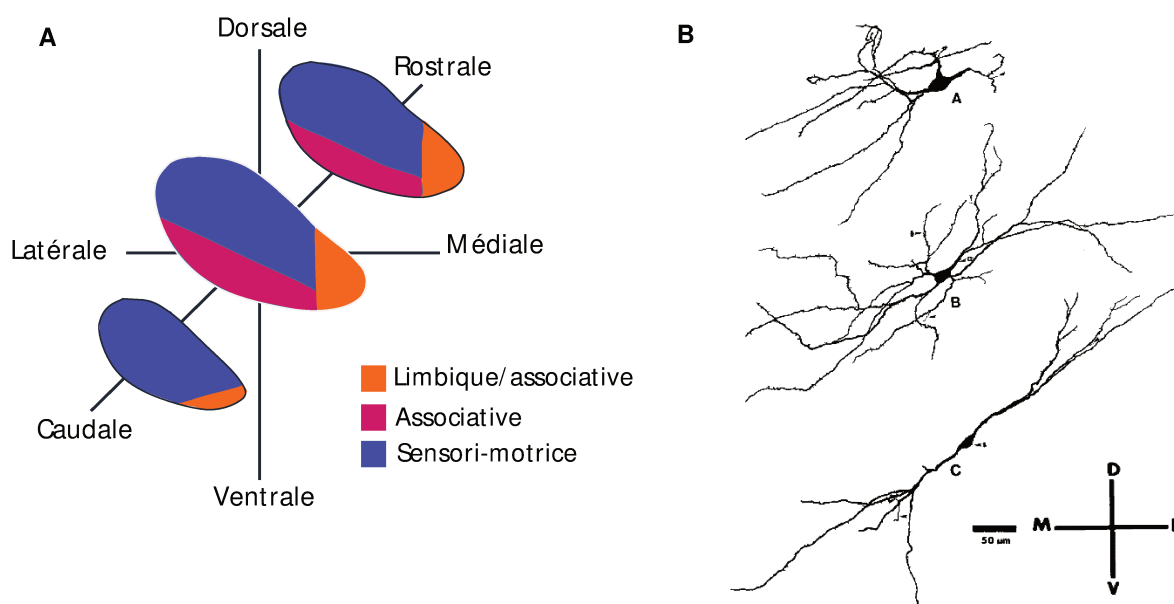 A
Dorsale
Rostrale
Latérale
Médiale
Caudale
Ventrale
Limbique/associative
Associative
Sensori-motrice
B
A
B
C
D
M
V
50 µm